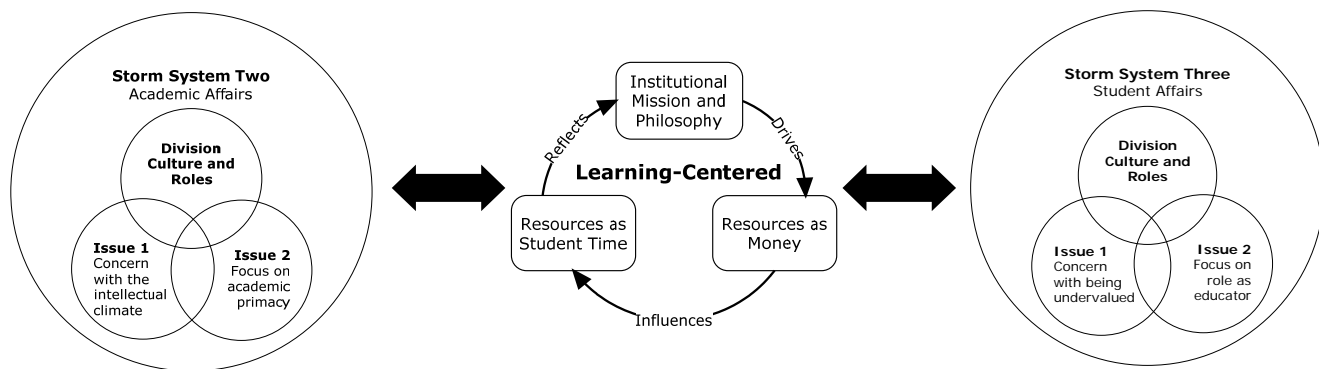 Storm System Two
Academic Affairs
Division
Culture and
Roles
Issue 1
Concern
with the
intellectual
climate
Issue 2
Focus on
academic
primacy
Institutional
Mission and
Philosophy
Reflects
Drives
Learning-Centered
Resources as
Student Time
Resources as
Money
Influences
Storm System Three
Student Affairs
Division
Culture and
Roles
Issue 1
Concern
with being
undervalued
Issue 2
Focus on
role as
educator